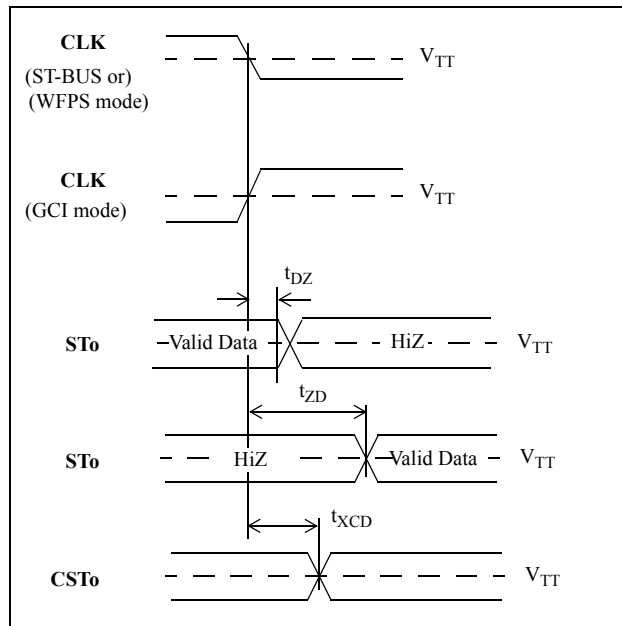 CLK
(ST-BUS or)
(WFPS mode)
V_TT
CLK
(GCI mode)
V_TT
t_DZ
STo
Valid Data
HiZ
V_TT
t_ZD
STo
HiZ
Valid Data
V_TT
t_XCD
CSTo
V_TT